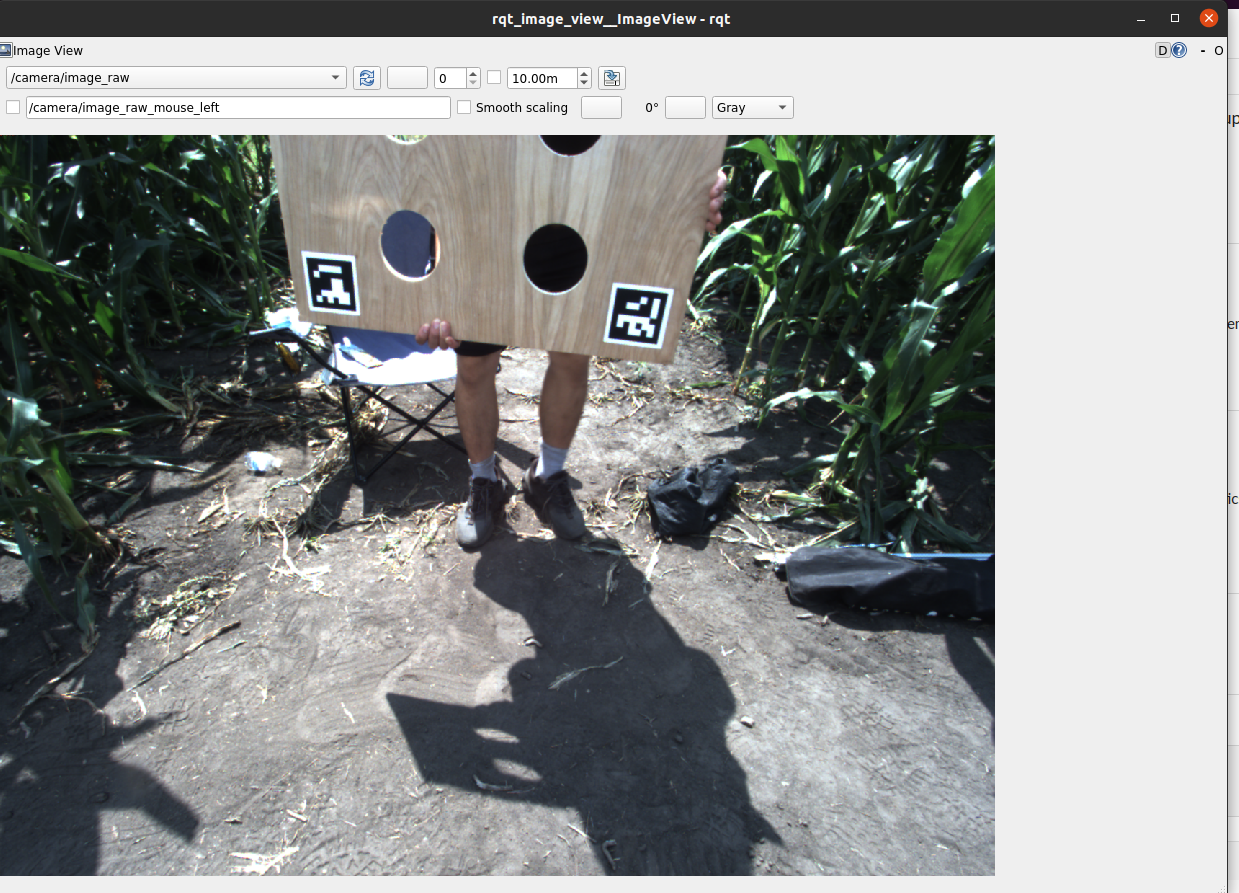 rqt_image_view__ImageView - rqt
Image View
D
- O
/camera/image_raw
0
10.00m
/camera/image_raw_mouse_left
Smooth scaling
0°
Gray
up
er
ic